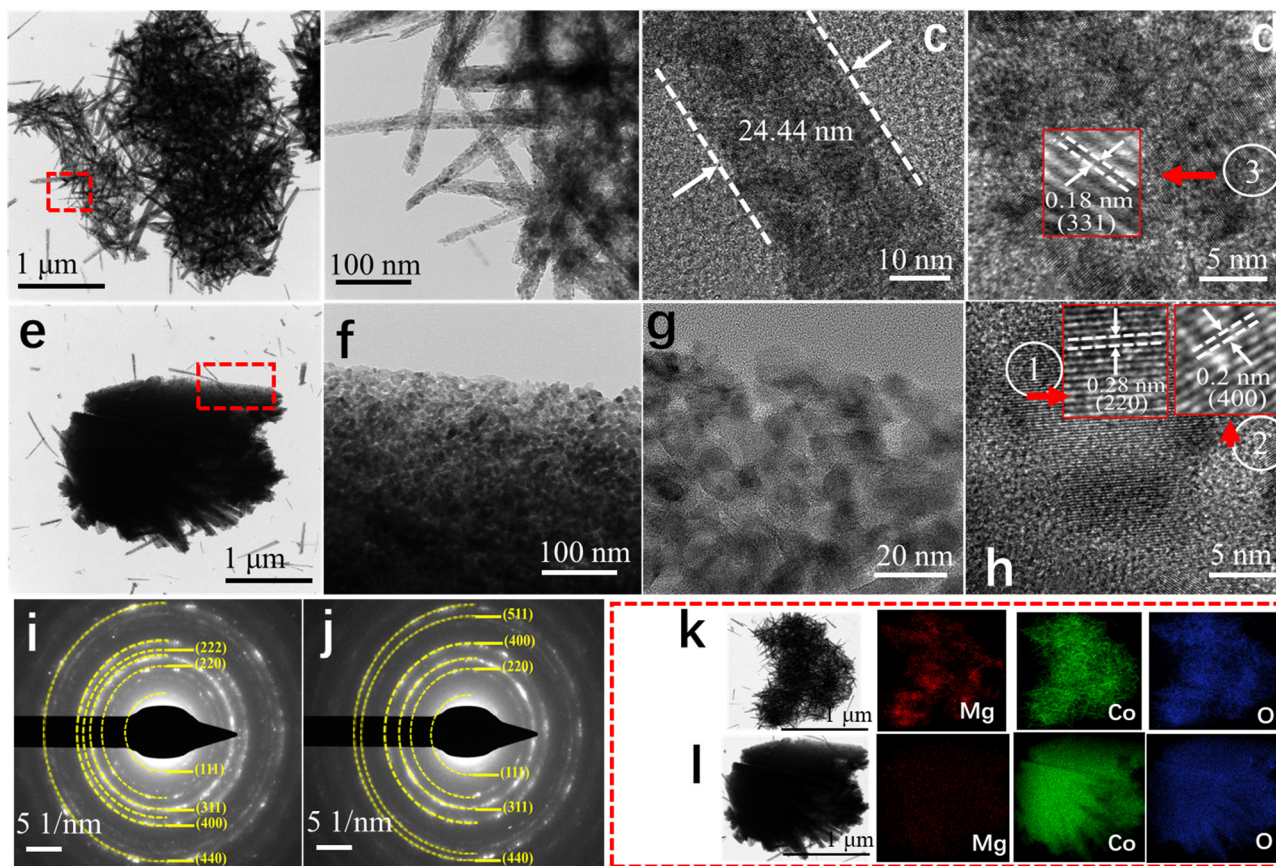 1 μm
100 nm
c
24.44 nm
10 nm
3
0.18 nm
(331)
5 nm
e
1 μm
f
100 nm
g
20 nm
1
0.28 nm
(220)
0.2 nm
(400)
2
h
5 nm
i
(222)
(220)
(111)
(311)
(400)
(440)
5 1/nm
j
(511)
(400)
(220)
(111)
(311)
(440)
5 1/nm
k
1 μm
Mg
Co
O
l
1 μm
Mg
Co
O